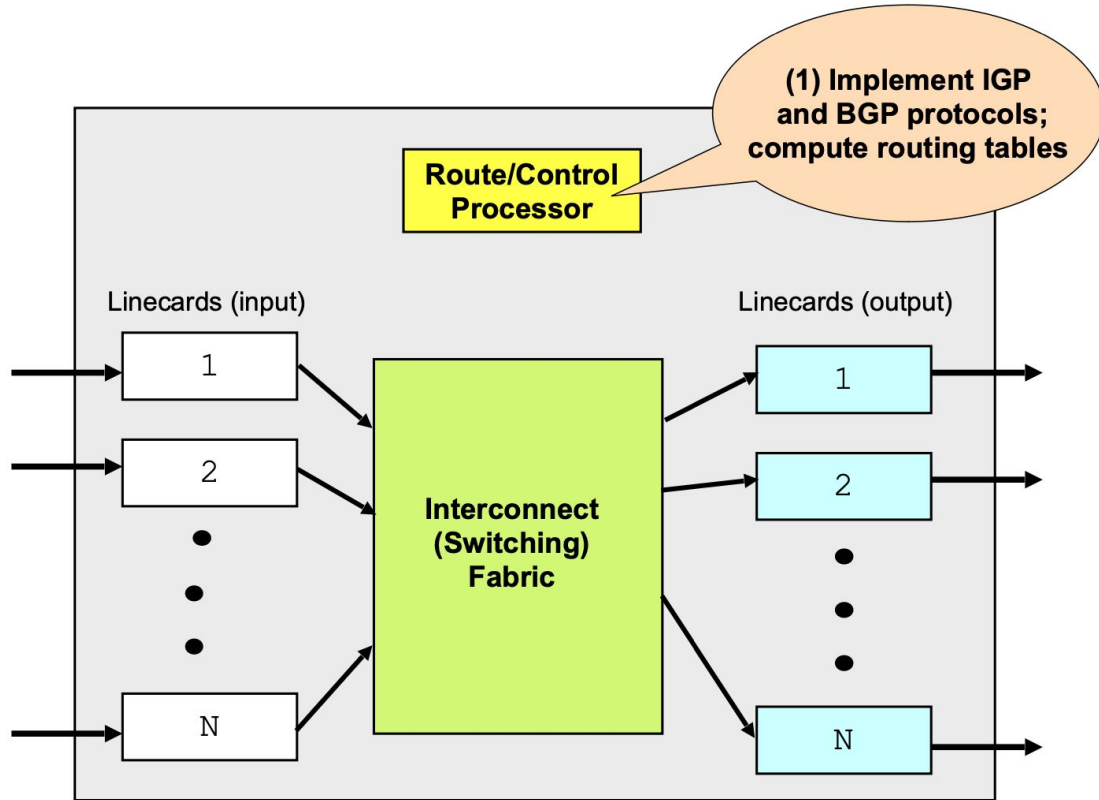 (1) Implement IGP
and BGP protocols;
compute routing tables
Route/Control
Processor
Linecards (input)
Linecards (output)
1
2
N
Interconnect
(Switching)
Fabric
1
2
N